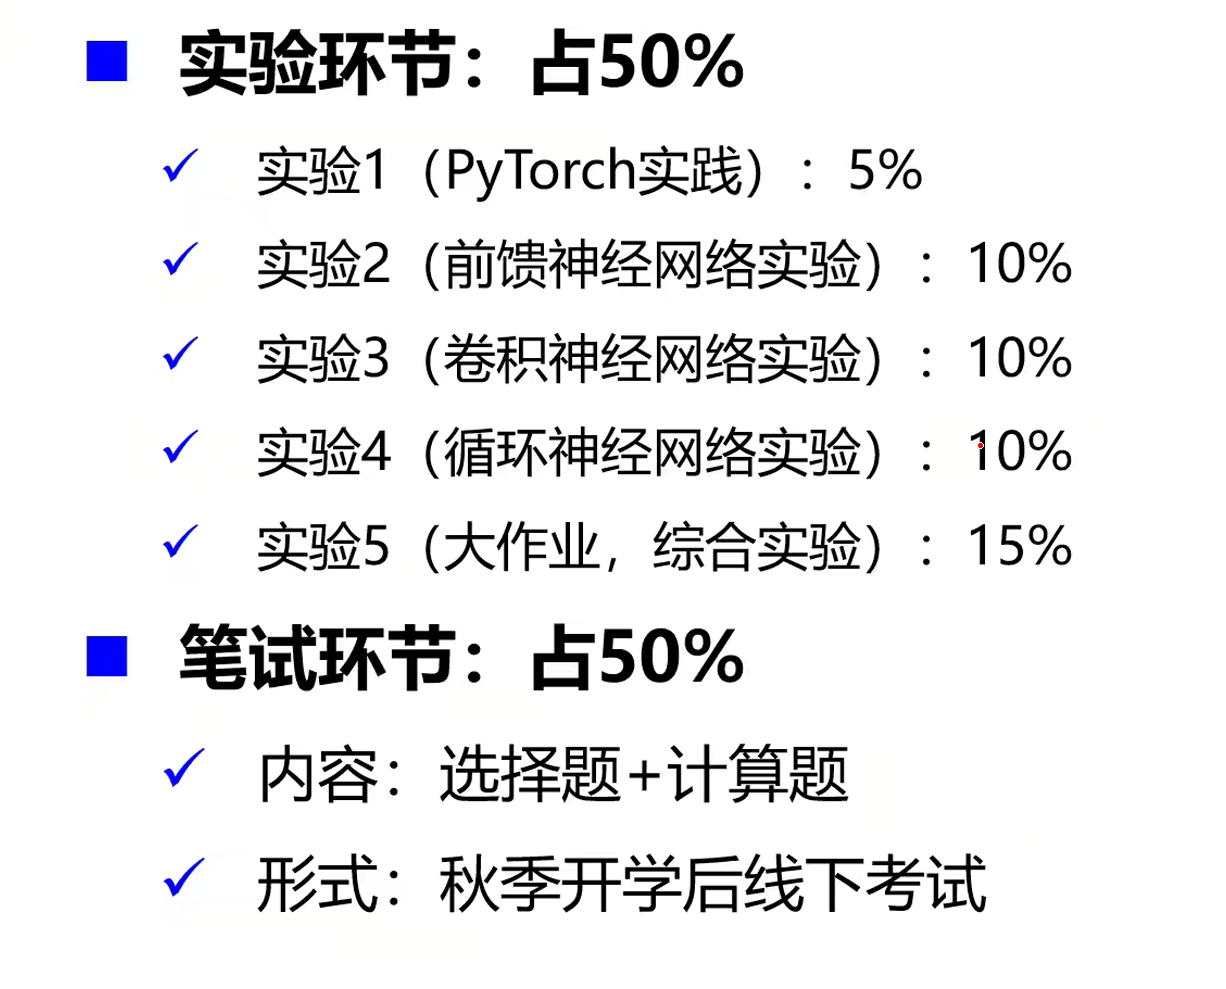 实验环节：占50%
实验1（PyTorch实践）：5%
实验2（前馈神经网络实验）：10%
实验3（卷积神经网络实验）：10%
实验4（循环神经网络实验）：10%
实验5（大作业，综合实验）：15%
笔试环节：占50%
内容：选择题+计算题
形式：秋季开学后线下考试